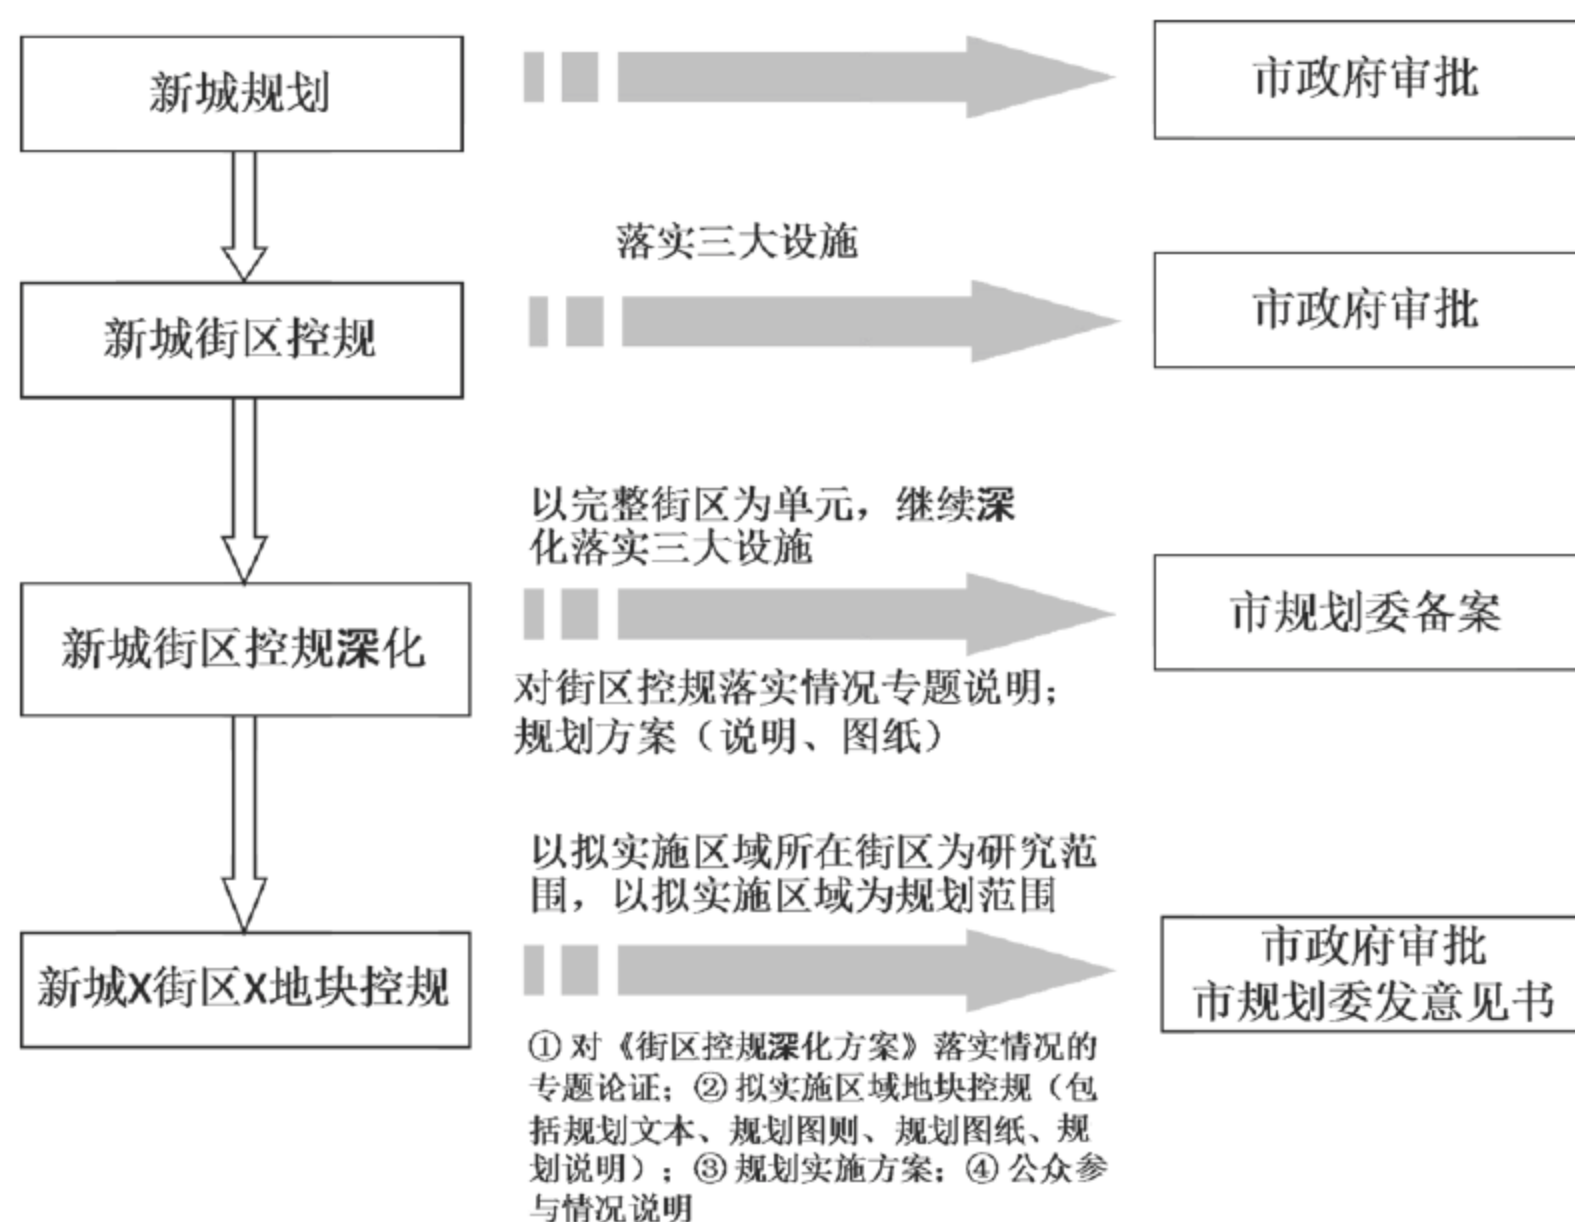 新城规划
市政府审批
落实三大设施
新城街区控规
市政府审批
以完整街区为单元，继续深
化落实三大设施
新城街区控规深化
市规划委备案
对街区控规落实情况专题说明；
规划方案（说明、图纸）
以拟实施区域所在街区为研究范
围，以拟实施区域为规划范围
新城X街区X地块控规
市政府审批
市规划委发意见书
①对《街区控规深化方案》落实情况的
专题论证；②拟实施区域地块控规（包
括规划文本、规划图则、规划图纸、规
划说明）；③规划实施方案；④公众参
与情况说明